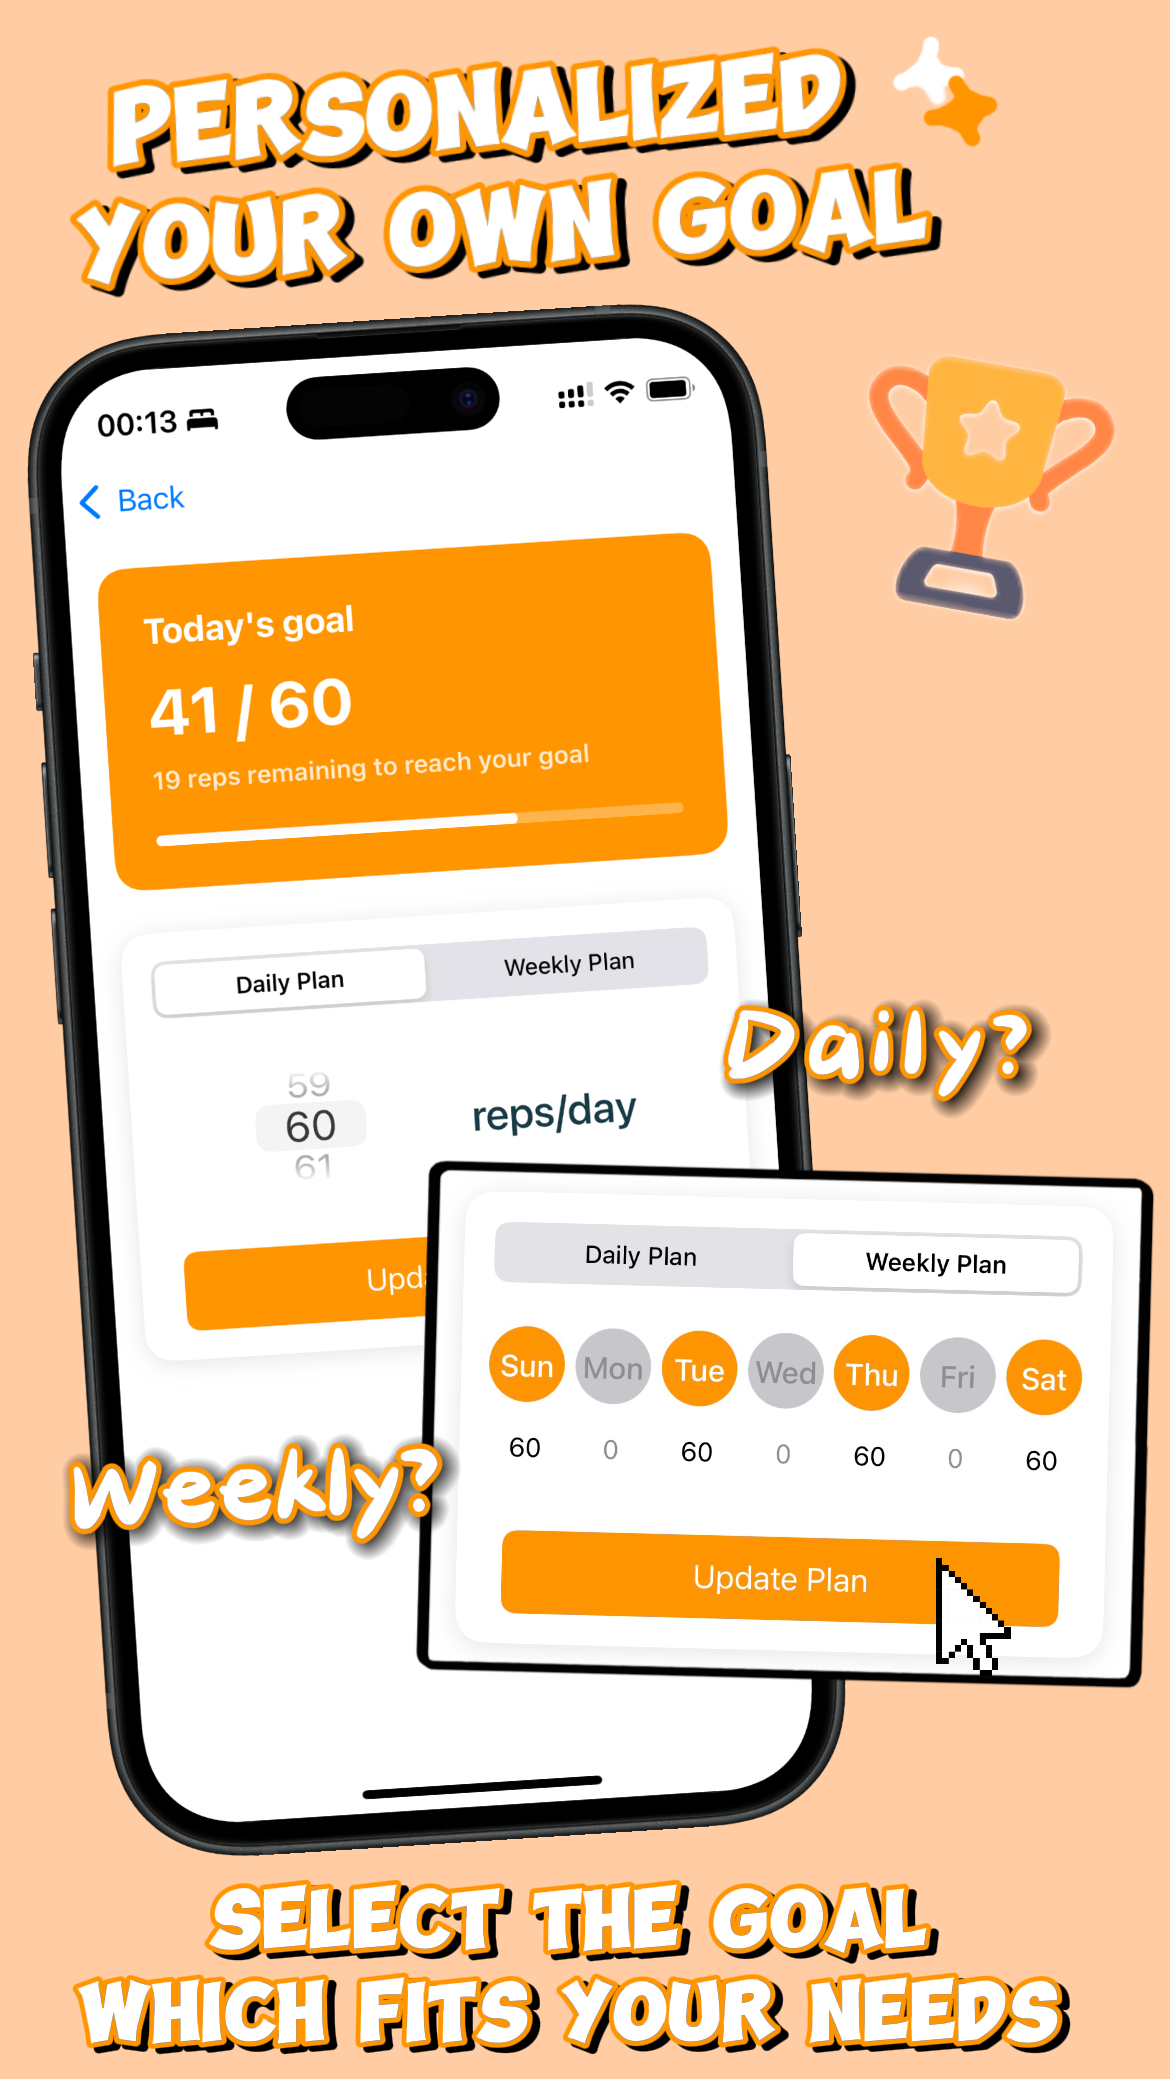 PERSONALIZED
YOUR OWN GOAL
00:13
Back
Today's goal
41 / 60
19 reps remaining to reach your goal
Daily Plan Weekly Plan
59
60 reps/day
61
Daily?
Upd
Daily Plan Weekly Plan
Sun Mon Tue Wed Thu Fri Sat
60 0 60 0 60 0 60
Weekly?
Update Plan
SELECT THE GOAL
WHICH FITS YOUR NEEDS